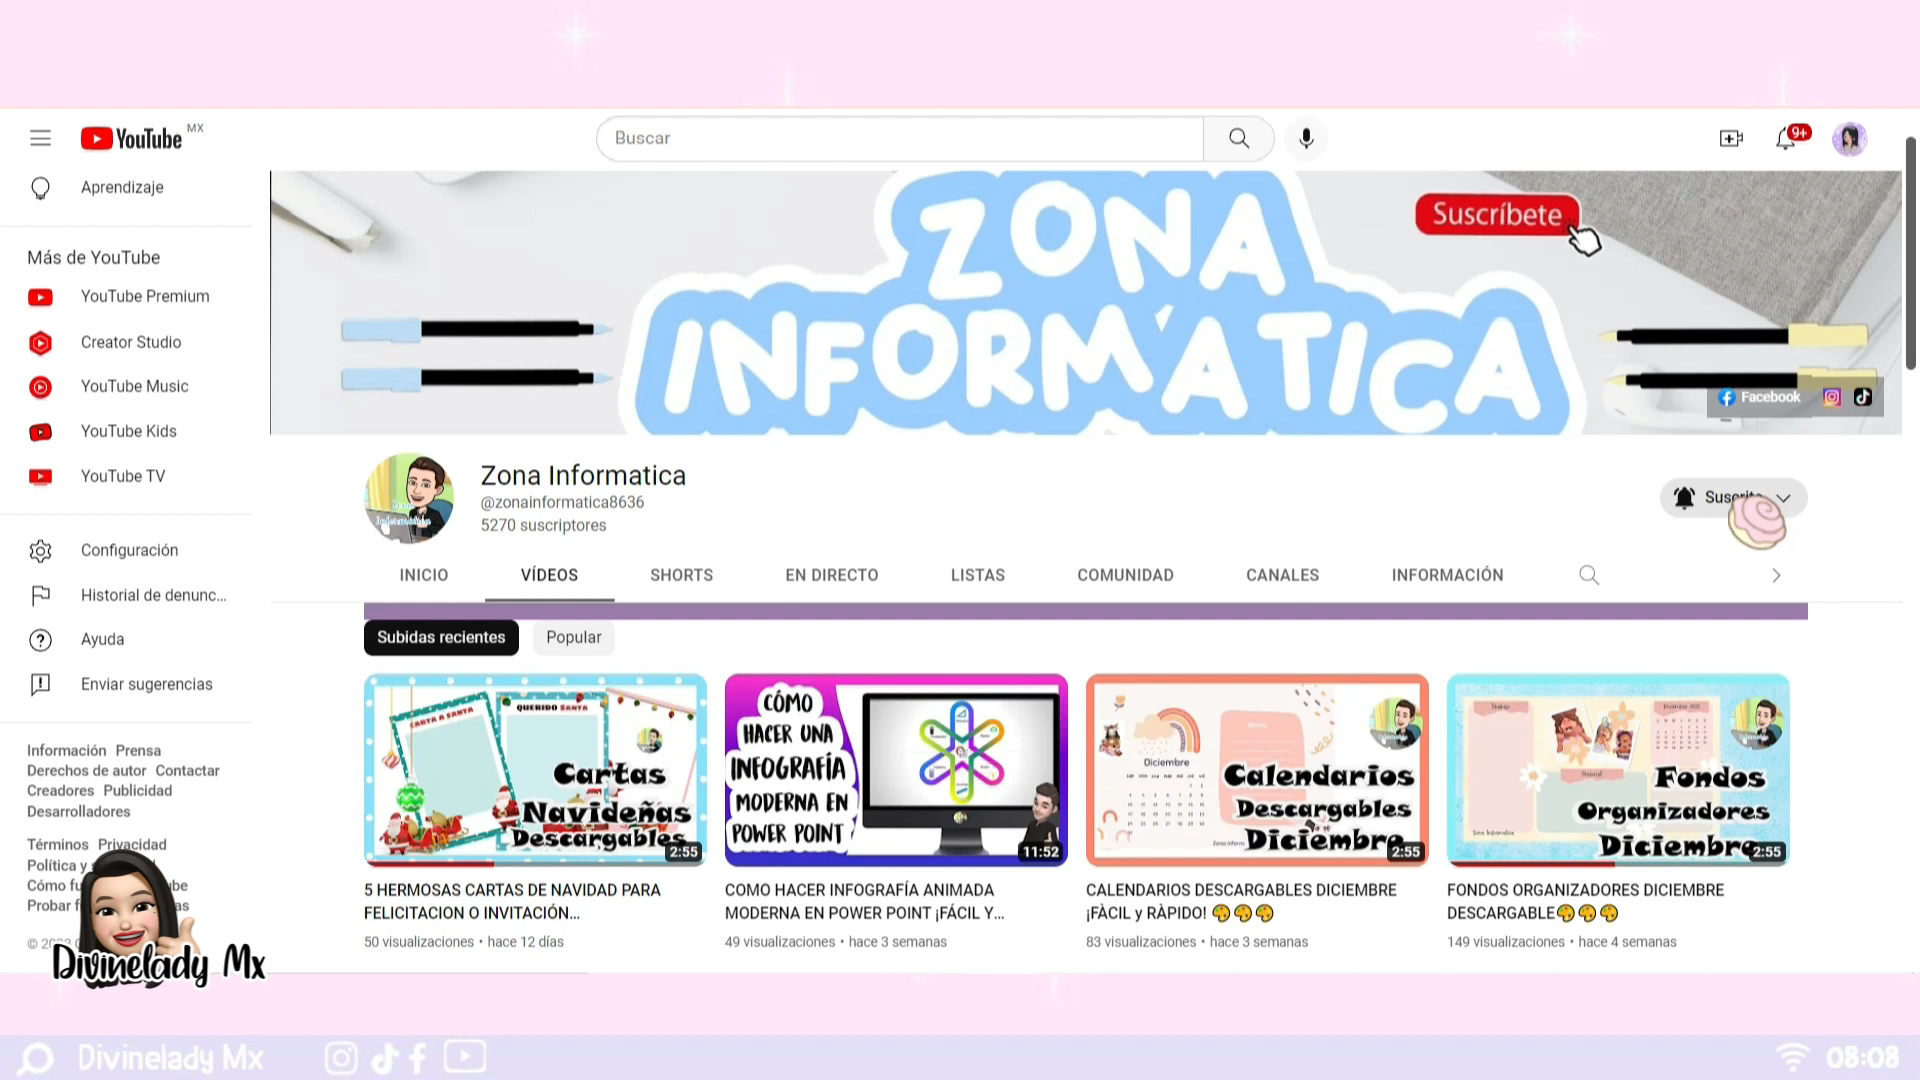 YouTube MX
Buscar
9+
Aprendizaje
Más de YouTube
YouTube Premium
Creator Studio
YouTube Music
YouTube Kids
YouTube TV
Configuración
Historial de denunc...
Ayuda
Enviar sugerencias
Información Prensa
Derechos de autor Contactar
Creadores Publicidad
Desarrolladores
Términos Privacidad
Política y
Probar
Divinelady Mx
ZONA
INFORMÁTICA
Suscríbete
Facebook
Zona Informatica
@zonainformatica8636
5270 suscriptores
INICIO
VÍDEOS
SHORTS
EN DIRECTO
LISTAS
COMUNIDAD
CANALES
INFORMACIÓN
Subidas recientes
Popular
CARTA A SANTA
QUERIDO SANTA
Cartas
Navideñas
Descargables
2:55
5 HERMOSAS CARTAS DE NAVIDAD PARA
FELICITACION O INVITACIÓN...
50 visualizaciones • hace 12 días
CÓMO
HACER UNA
INFOGRAFÍA
MODERNA EN
POWER POINT
11:52
COMO HACER INFOGRAFÍA ANIMADA
MODERNA EN POWER POINT ¡FÁCIL Y...
49 visualizaciones • hace 3 semanas
Diciembre
Calendarios
Descargables
Diciembre
2:55
CALENDARIOS DESCARGABLES DICIEMBRE
¡FÀCIL y RÀPIDO! 🎨🎨🎨
83 visualizaciones • hace 3 semanas
Fondos
Organizadores
Diciembre
2:55
FONDOS ORGANIZADORES DICIEMBRE
DESCARGABLE🎨🎨🎨
149 visualizaciones • hace 4 semanas
Divinelady Mx
08:08